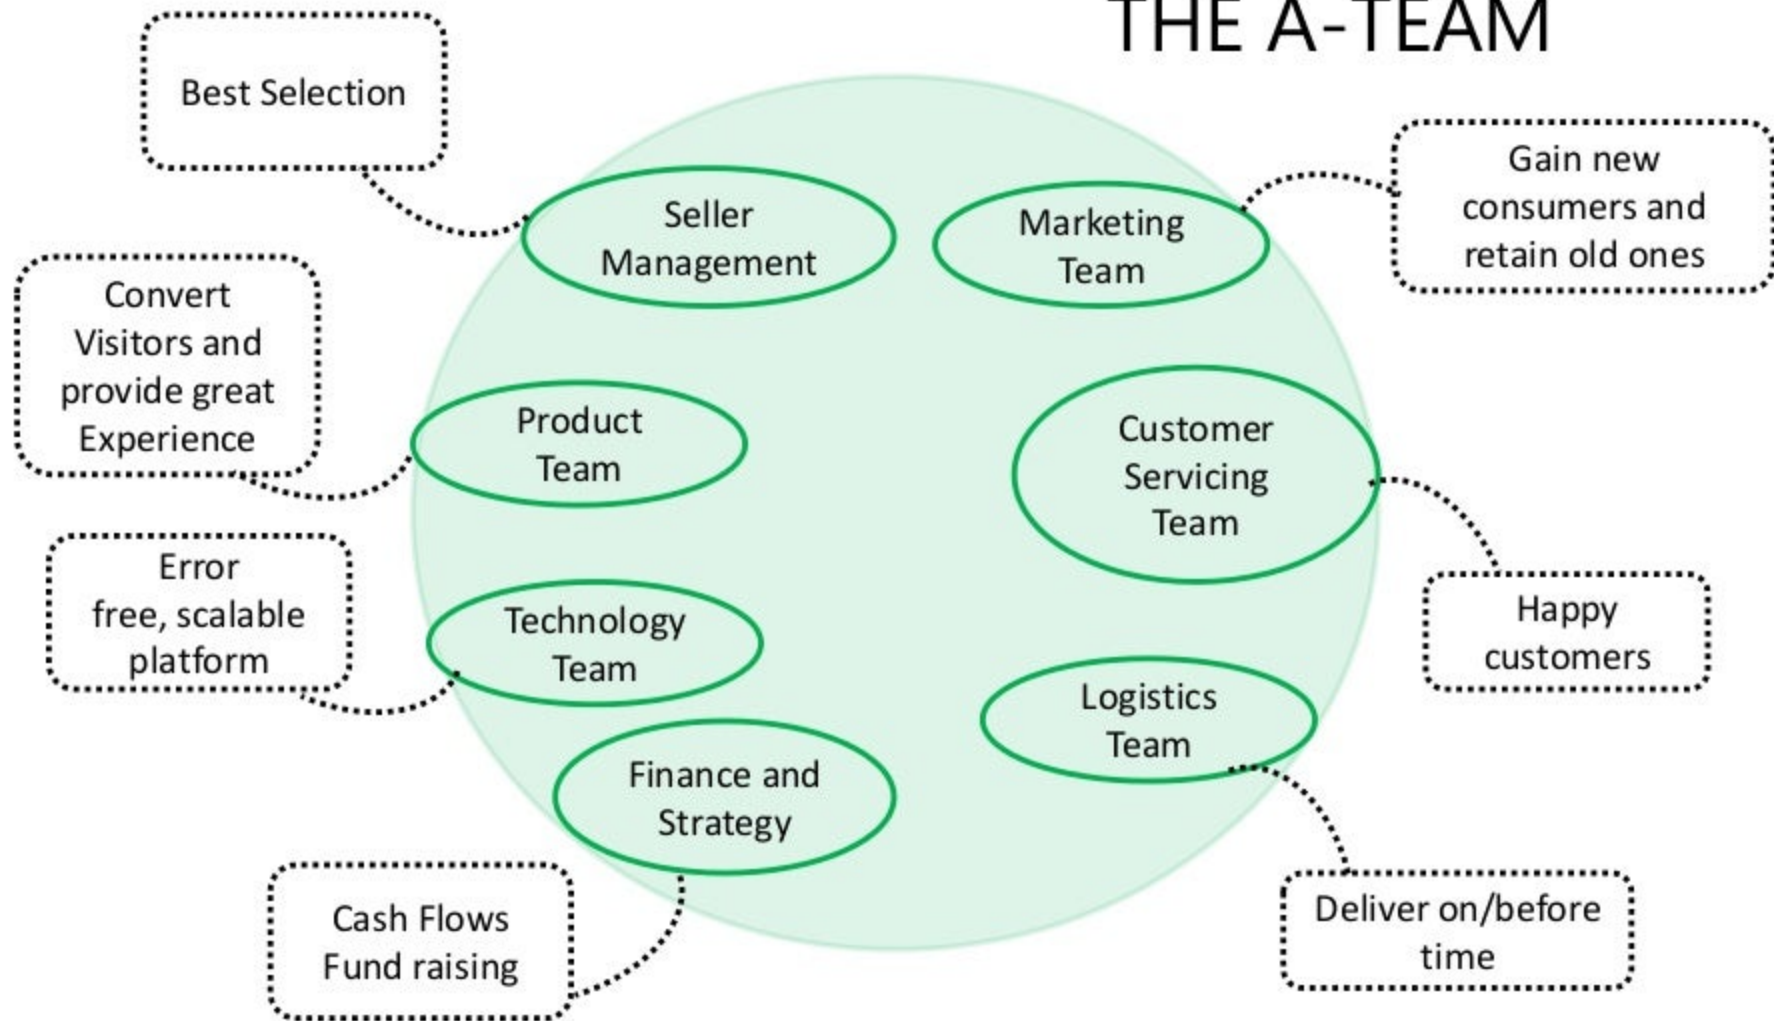 THE A-TEAM
Best Selection
Seller
Management
Marketing
Team
Gain new
consumers and
retain old ones
Convert
Visitors and
provide great
Experience
Product
Team
Customer
Servicing
Team
Error
free, scalable
platform
Technology
Team
Happy
customers
Logistics
Team
Finance and
Strategy
Cash Flows
Fund raising
Deliver on/before
time